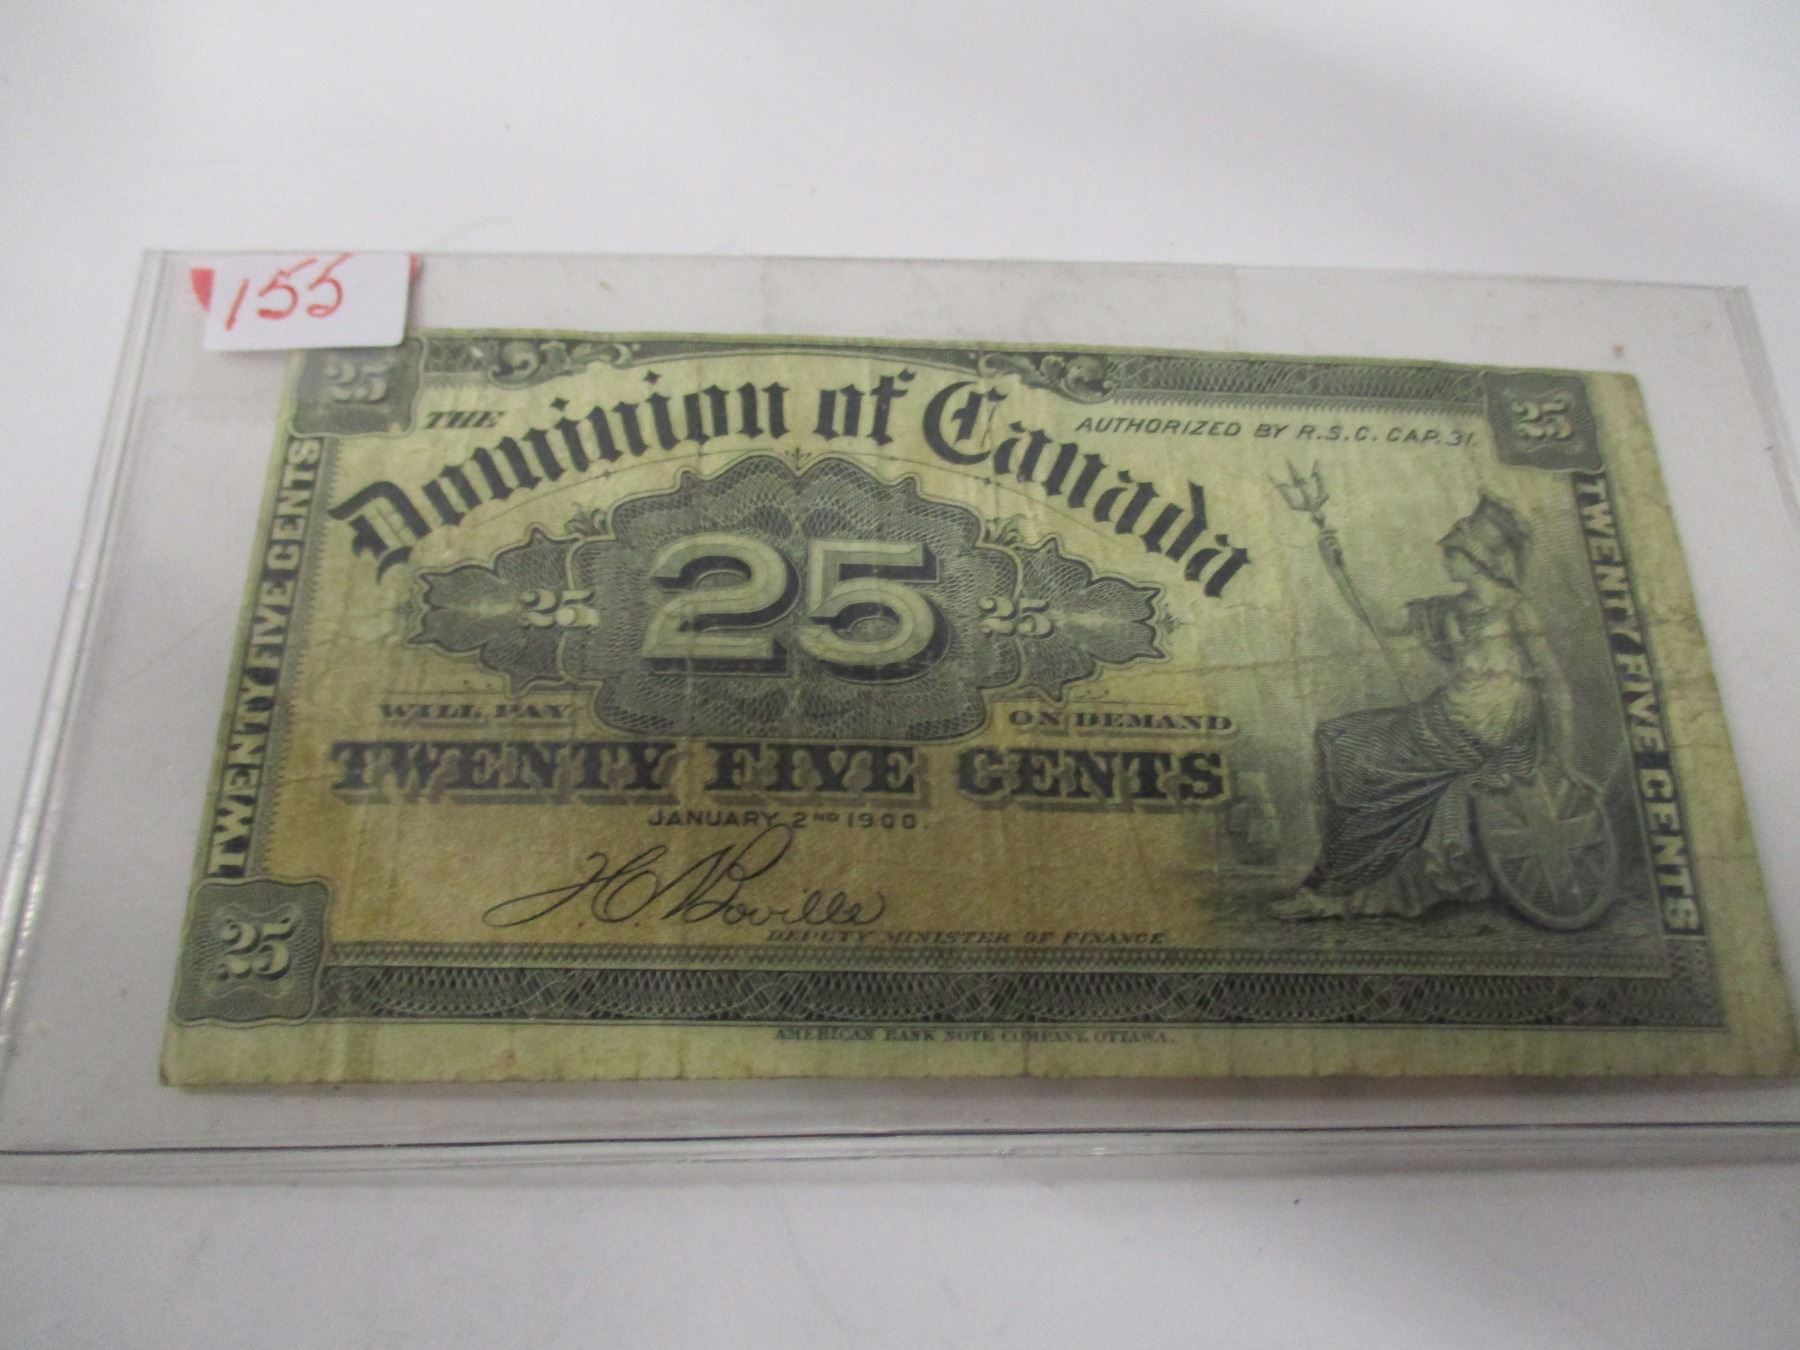 155
25
25
THE Dominion of Canada
AUTHORIZED BY R.S.C. CAP. 31.
TWENTY FIVE CENTS
TWENTY FIVE CENTS
25 25 25
WILL PAY ON DEMAND
TWENTY FIVE CENTS
JANUARY 2ND 1900.
H C Boville
DEPUTY MINISTER OF FINANCE
25
AMERICAN BANK NOTE COMPANY, OTTAWA.